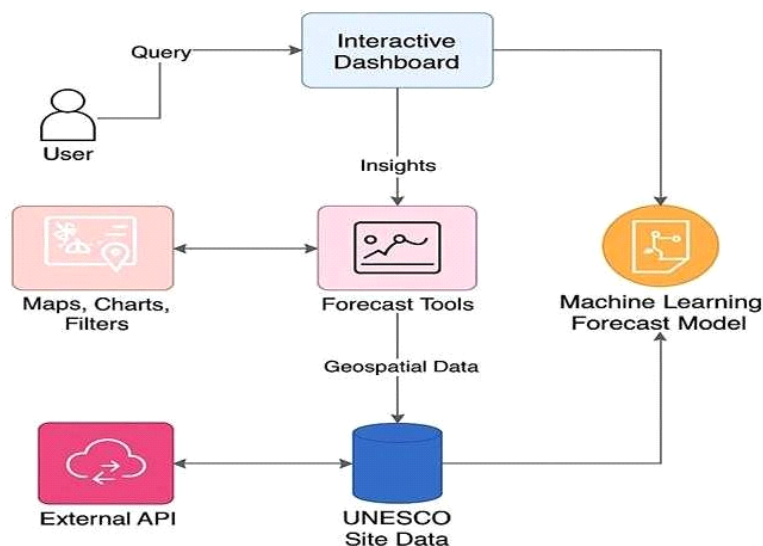 Query
Interactive
Dashboard
User
Insights
Maps, Charts,
Filters
Forecast Tools
Machine Learning
Forecast Model
Geospatial Data
External API
UNESCO
Site Data